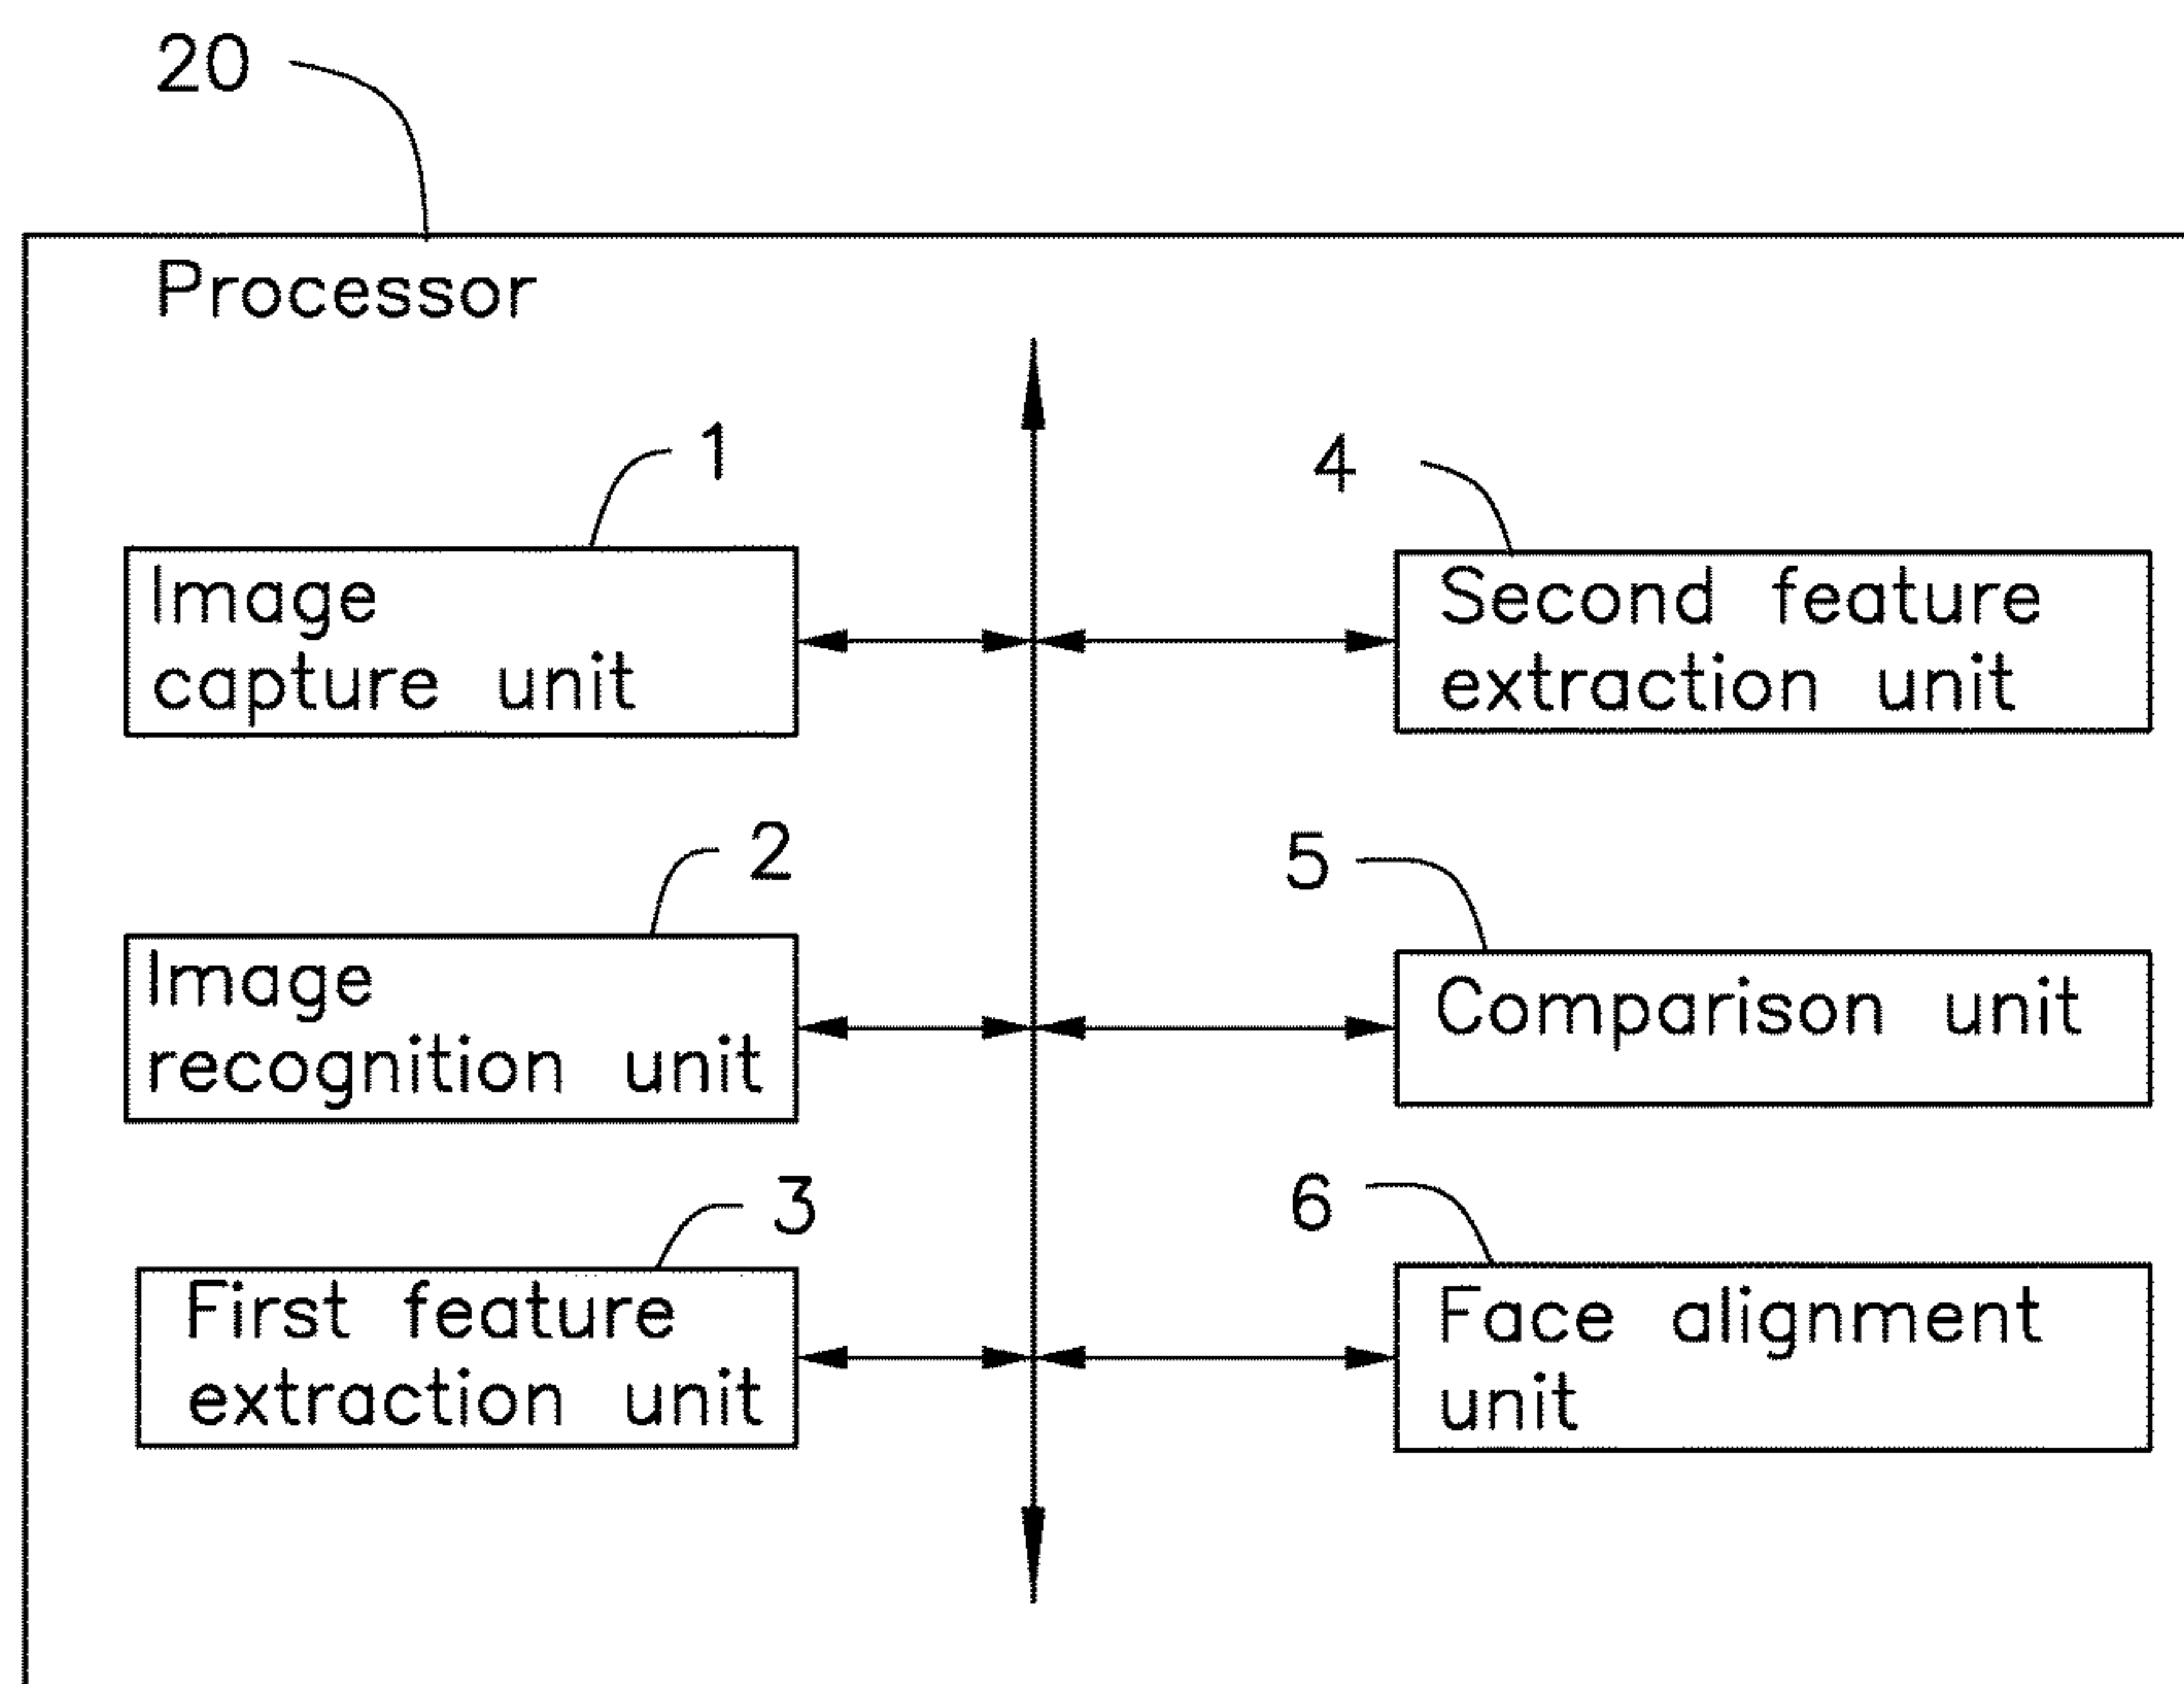 20
Processor
1
Image
capture unit
2
Image
recognition unit
3
First feature
extraction unit
4
Second feature
extraction unit
5
Comparison unit
6
Face alignment
unit